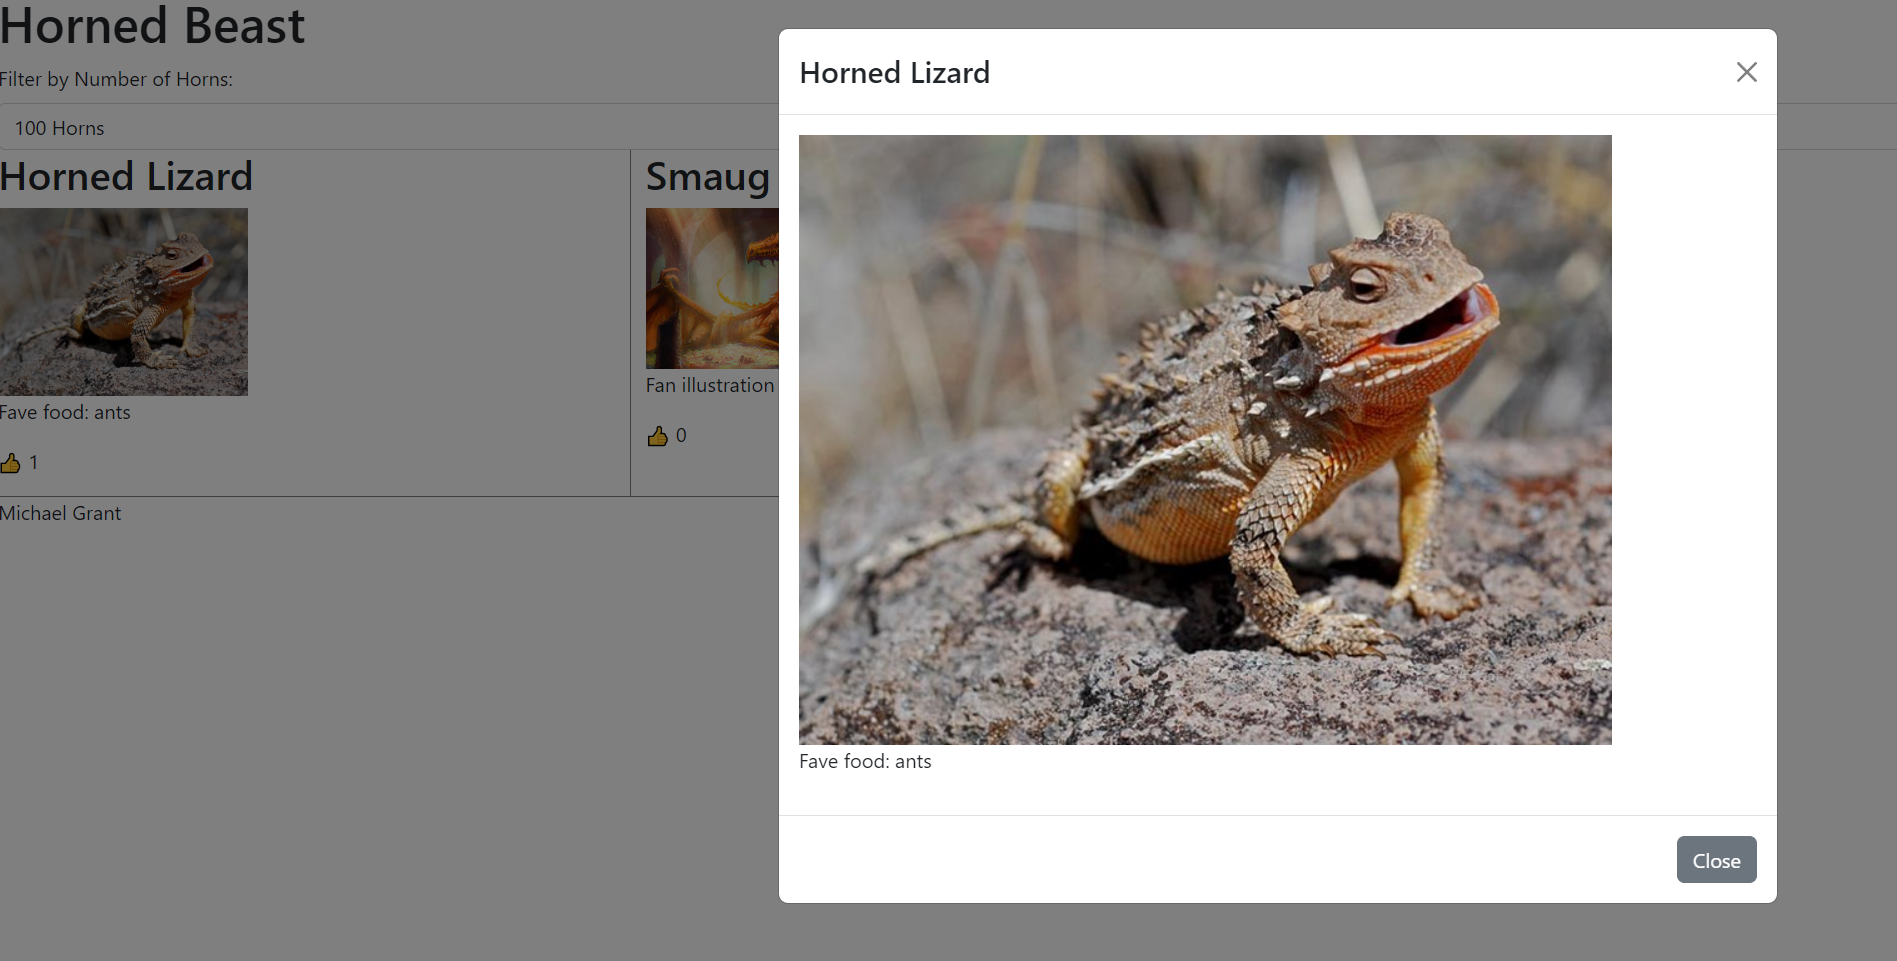 Horned Beast
Filter by Number of Horns:
100 Horns
Horned Lizard
Fave food: ants
👍 1
Smaug
Fan illustration
👍 0
Michael Grant
Horned Lizard
Fave food: ants
Close